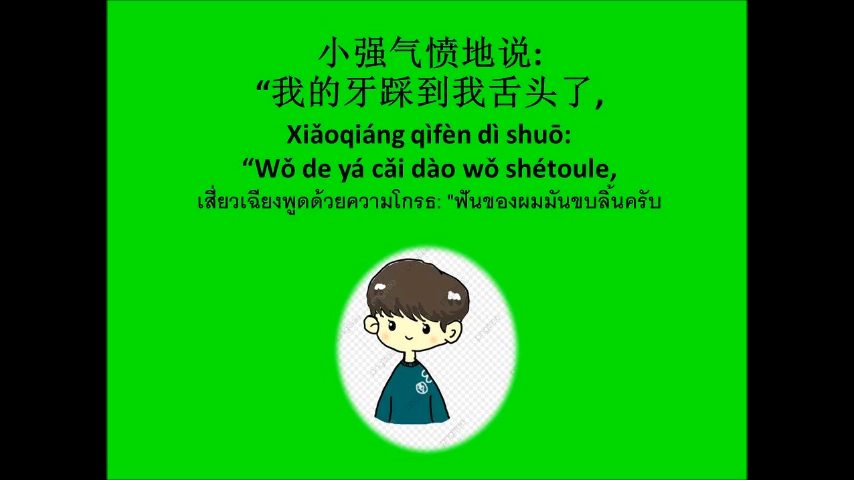 小强气愤地说:
“我的牙踩到我舌头了,
Xiǎoqiáng qìfèn dì shuō:
“Wǒ de yá cǎi dào wǒ shétoule,
เสี่ยวเฉียงพูดด้วยความโกรธ: "ฟันของผมมันขบลิ้นครับ